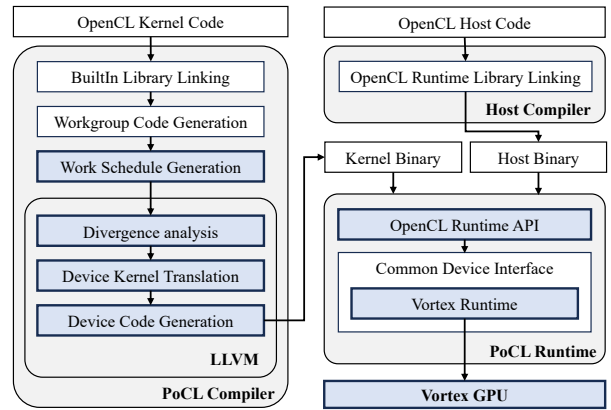 OpenCL Kernel Code
BuiltIn Library Linking
Workgroup Code Generation
Work Schedule Generation
Divergence analysis
Device Kernel Translation
Device Code Generation
LLVM
PoCL Compiler
OpenCL Host Code
OpenCL Runtime Library Linking
Host Compiler
Kernel Binary
Host Binary
OpenCL Runtime API
Common Device Interface
Vortex Runtime
PoCL Runtime
Vortex GPU